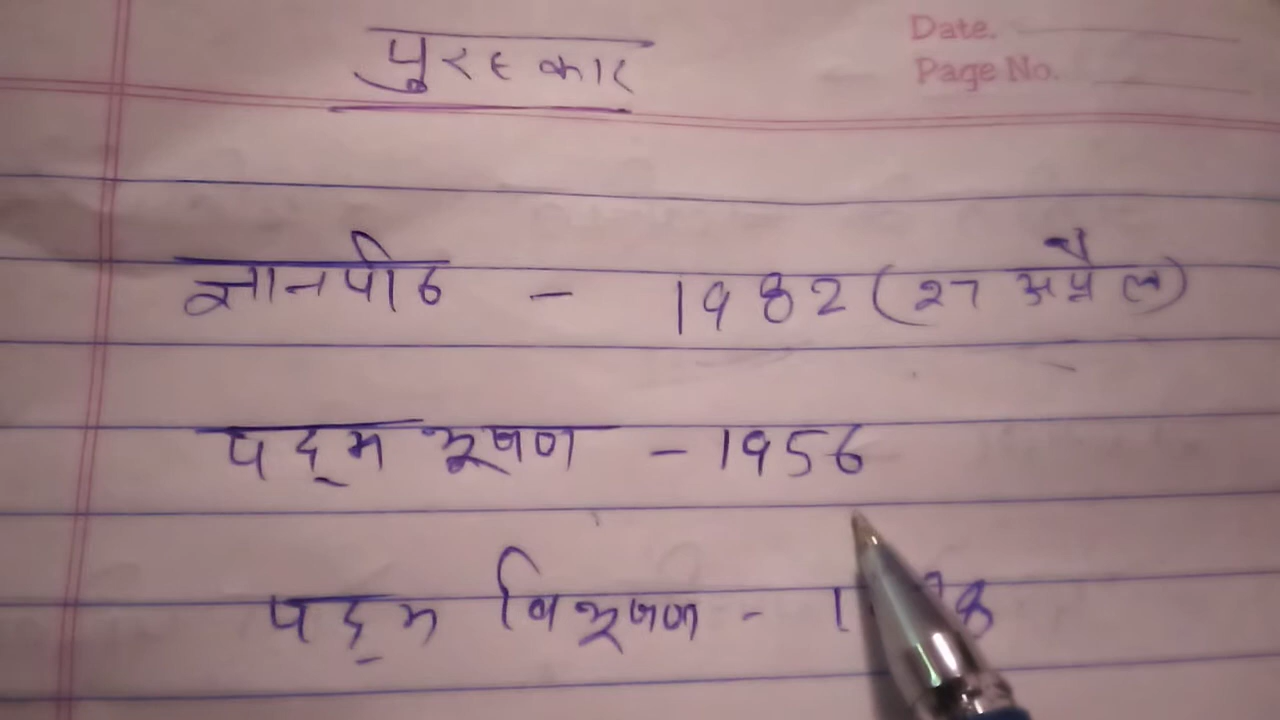 Date.
Page No.
पुरस्कार
ज्ञानपीठ - 1982 (27 अप्रैल)
पद्म भूषण - 1956
पद्म विभूषण -